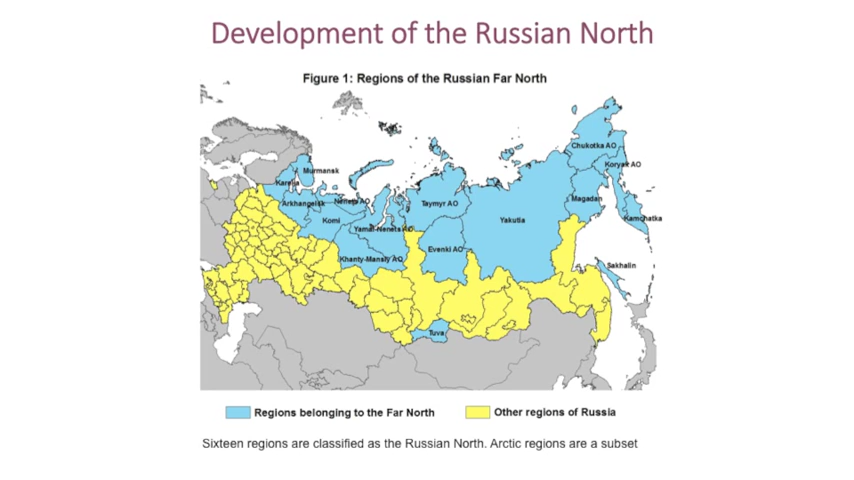 Development of the Russian North
Figure 1: Regions of the Russian Far North
Chukotka AO
Koryak AO
Murmansk
Karelia
Magadan
Arkhangelsk
Nenets AO
Taymyr AO
Kamchatka
Komi
Yakutia
Yamal-Nenets AO
Evenki AO
Khanty-Mansiy AO
Sakhalin
Tuva
Regions belonging to the Far North
Other regions of Russia
Sixteen regions are classified as the Russian North. Arctic regions are a subset